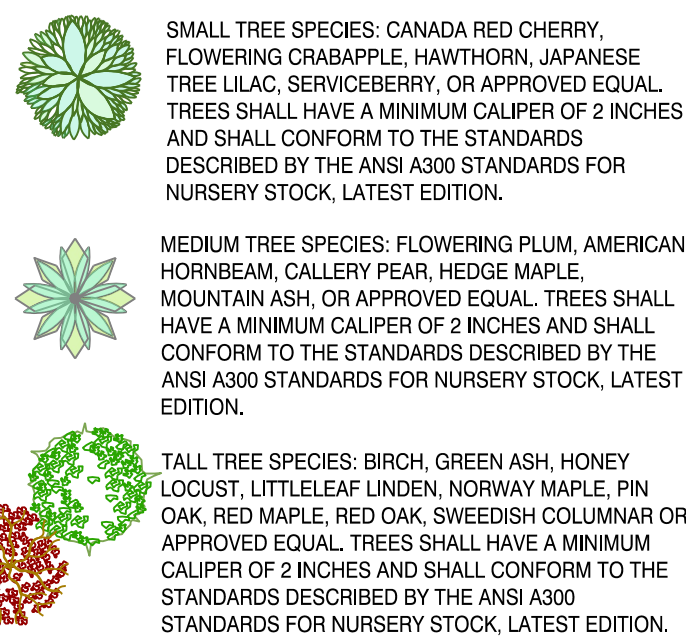 SMALL TREE SPECIES: CANADA RED CHERRY,
FLOWERING CRABAPPLE, HAWTHORN, JAPANESE
TREE LILAC, SERVICEBERRY, OR APPROVED EQUAL.
TREES SHALL HAVE A MINIMUM CALIPER OF 2 INCHES
AND SHALL CONFORM TO THE STANDARDS
DESCRIBED BY THE ANSI A300 STANDARDS FOR
NURSERY STOCK, LATEST EDITION.
MEDIUM TREE SPECIES: FLOWERING PLUM, AMERICAN
HORNBEAM, CALLERY PEAR, HEDGE MAPLE,
MOUNTAIN ASH, OR APPROVED EQUAL. TREES SHALL
HAVE A MINIMUM CALIPER OF 2 INCHES AND SHALL
CONFORM TO THE STANDARDS DESCRIBED BY THE
ANSI A300 STANDARDS FOR NURSERY STOCK, LATEST
EDITION.
TALL TREE SPECIES: BIRCH, GREEN ASH, HONEY
LOCUST, LITTLELEAF LINDEN, NORWAY MAPLE, PIN
OAK, RED MAPLE, RED OAK, SWEEDISH COLUMNAR OR
APPROVED EQUAL. TREES SHALL HAVE A MINIMUM
CALIPER OF 2 INCHES AND SHALL CONFORM TO THE
STANDARDS DESCRIBED BY THE ANSI A300
STANDARDS FOR NURSERY STOCK, LATEST EDITION.